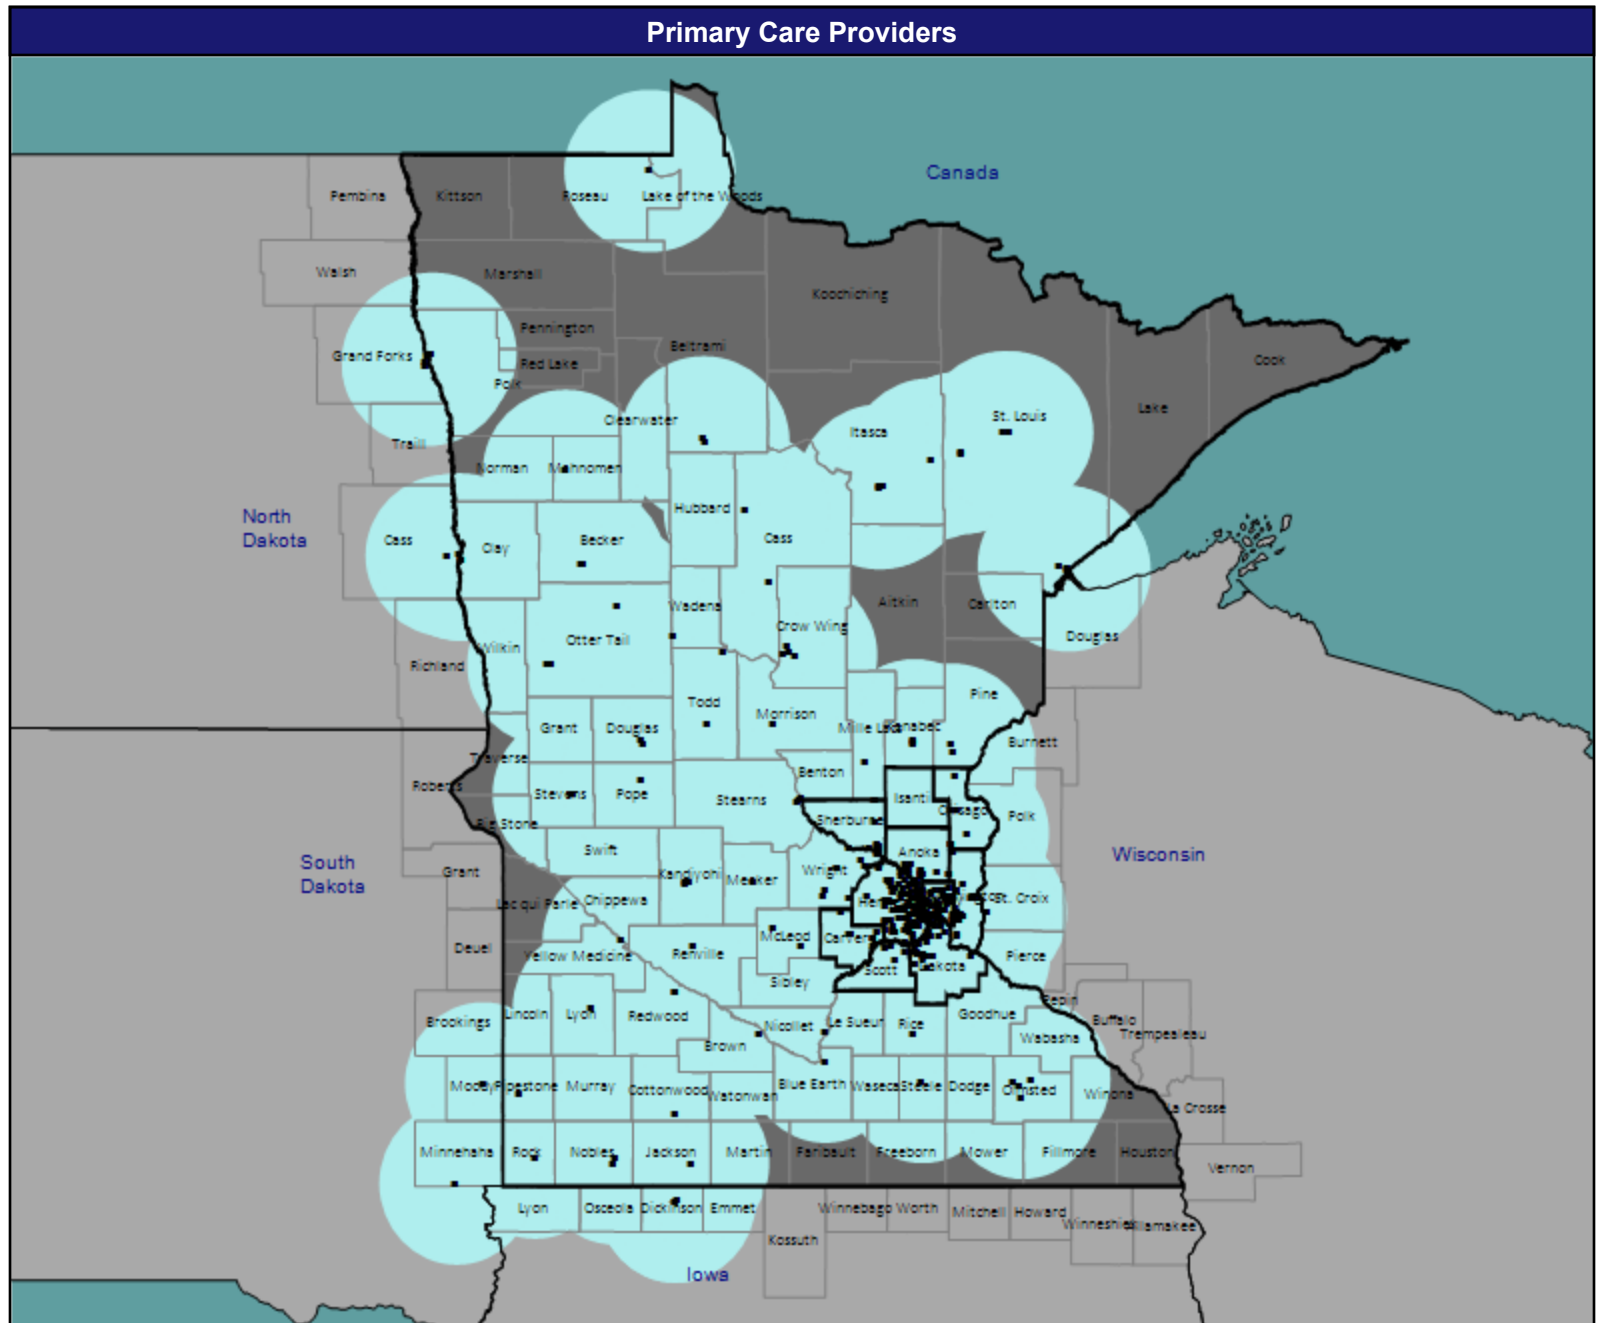 Primary Care Providers
Canada
Pembina
Kittson
Roseau
Lake of the Woods
Walsh
Marshall
Koochiching
Pennington
Beltrami
Grand Forks
Red Lake
Cook
Polk
Lake
Clearwater
St. Louis
Itasca
Traill
Norman
Mahnomen
North
Dakota
Hubbard
Cass
Clay
Becker
Cass
Wadena
Aitkin
Carlton
Crow Wing
Douglas
Otter Tail
Wilkin
Richland
Pine
Todd
Morrison
Grant
Douglas
Mille Lacs
Kanabec
Burnett
Traverse
Benton
Roberts
Stevens
Pope
Stearns
Isanti
Chisago
Polk
Big Stone
Sherburne
Swift
Anoka
Wisconsin
South
Dakota
Grant
Kandiyohi
Meeker
Wright
Lac qui Parle
Chippewa
Hen
St. Croix
McLeod
Carver
Deuel
Yellow Medicine
Renville
Scott
Dakota
Pierce
Sibley
Pepin
Brookings
Lincoln
Lyon
Redwood
Nicollet
Le Sueur
Rice
Goodhue
Buffalo
Trempealeau
Wabasha
Brown
Moody
Pipestone
Murray
Cottonwood
Watonwan
Blue Earth
Waseca
Steele
Dodge
Olmsted
Winona
La Crosse
Minnehaha
Rock
Nobles
Jackson
Martin
Faribault
Freeborn
Mower
Fillmore
Houston
Vernon
Lyon
Osceola
Dickinson
Emmet
Winnebago
Worth
Mitchell
Howard
Winneshiek
Allamakee
Kossuth
Iowa